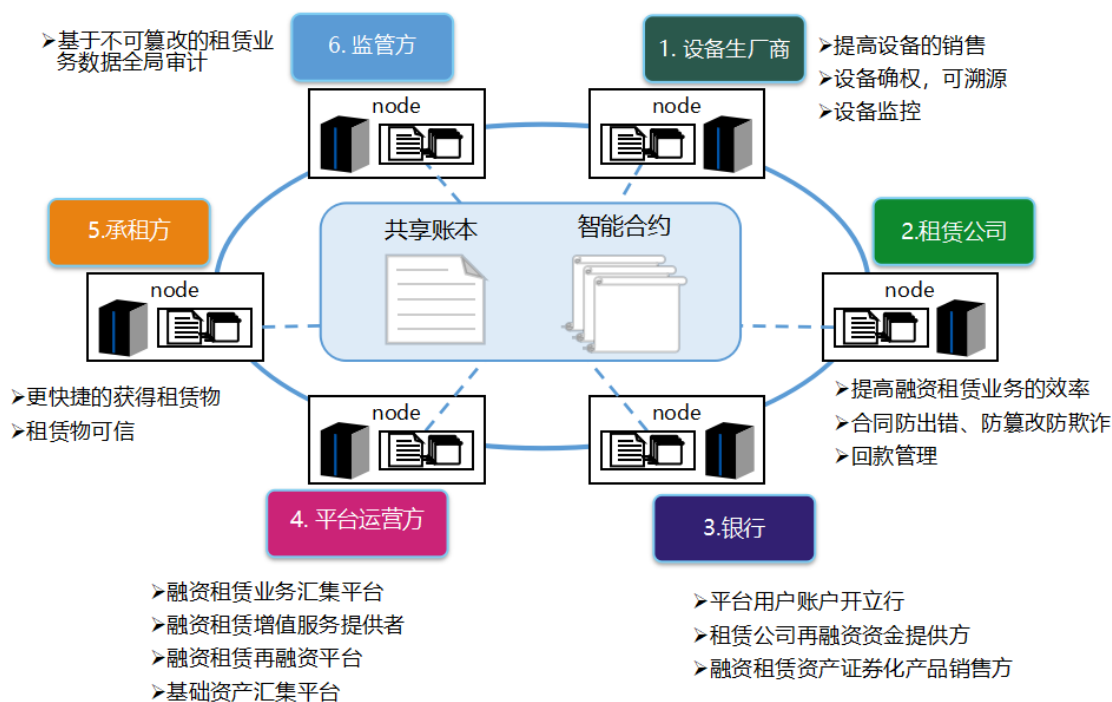 ➢基于不可篡改的租赁业
务数据全局审计
6. 监管方
1. 设备生厂商
➢提高设备的销售
➢设备确权，可溯源
➢设备监控
node
node
5.承租方
共享账本
智能合约
2.租赁公司
node
node
➢更快捷的获得租赁物
➢租赁物可信
node
node
➢提高融资租赁业务的效率
➢合同防出错、防篡改防欺诈
➢回款管理
4. 平台运营方
3.银行
➢融资租赁业务汇集平台
➢融资租赁增值服务提供者
➢融资租赁再融资平台
➢基础资产汇集平台
➢平台用户账户开立行
➢租赁公司再融资资金提供方
➢融资租赁资产证券化产品销售方